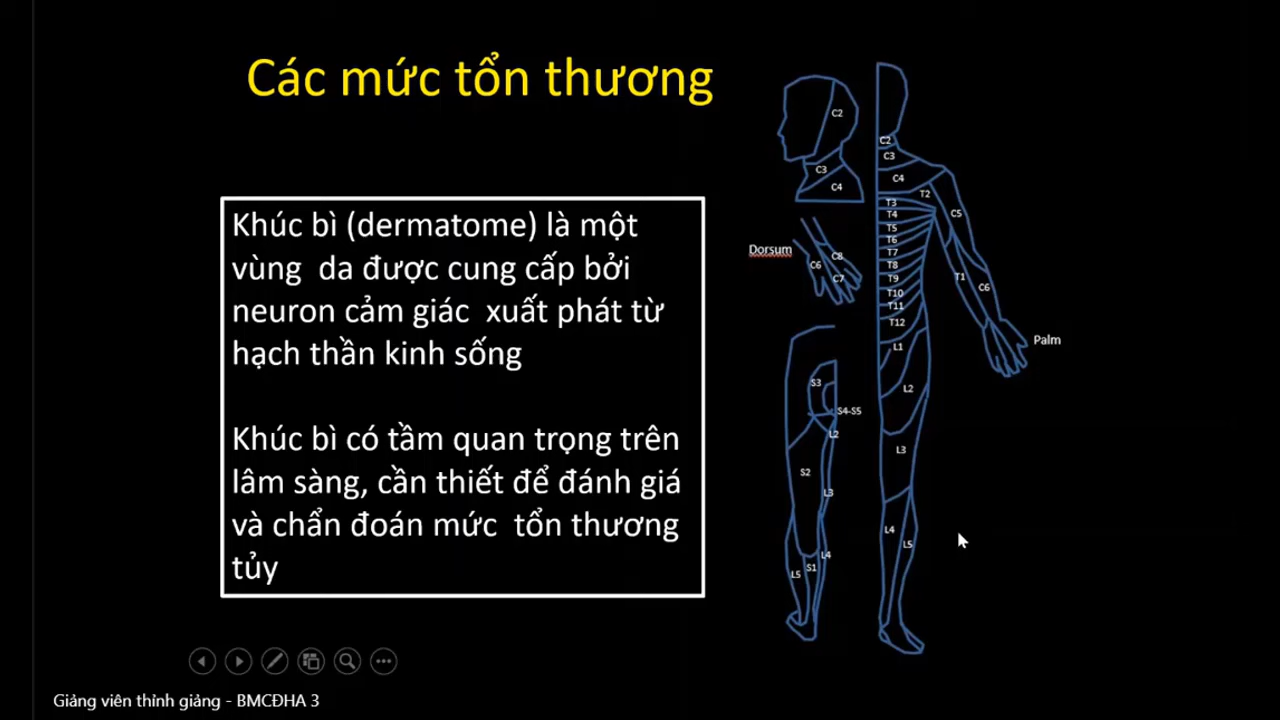 Các mức tổn thương
Khúc bì (dermatome) là một
vùng da được cung cấp bởi
neuron cảm giác xuất phát từ
hạch thần kinh sống
Khúc bì có tầm quan trọng trên
lâm sàng, cần thiết để đánh giá
và chẩn đoán mức tổn thương
tủy
C2
C3
C4
C2
C3
C4
T2
T3
T4
T5
T6
T7
T8
T9
T10
T11
T12
L1
L2
L3
L4
L5
C5
T1
C6
Palm
Dorsum
C6
C8
C7
S3
S4-S5
L2
S2
L3
L4
L5
S1
Giảng viên thỉnh giảng - BMCĐHA 3